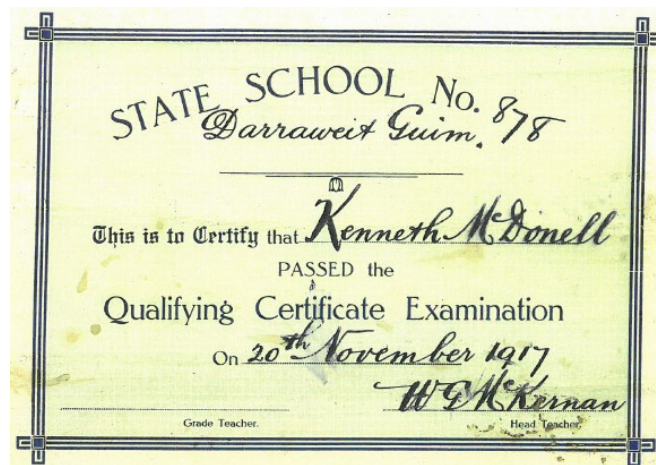 STATE SCHOOL No. 878
Darraweit Guim.
This is to Certify that Kenneth McDonell
PASSED the
Qualifying Certificate Examination
On 20th November 1917
W G McKernan
Grade Teacher. Head Teacher.